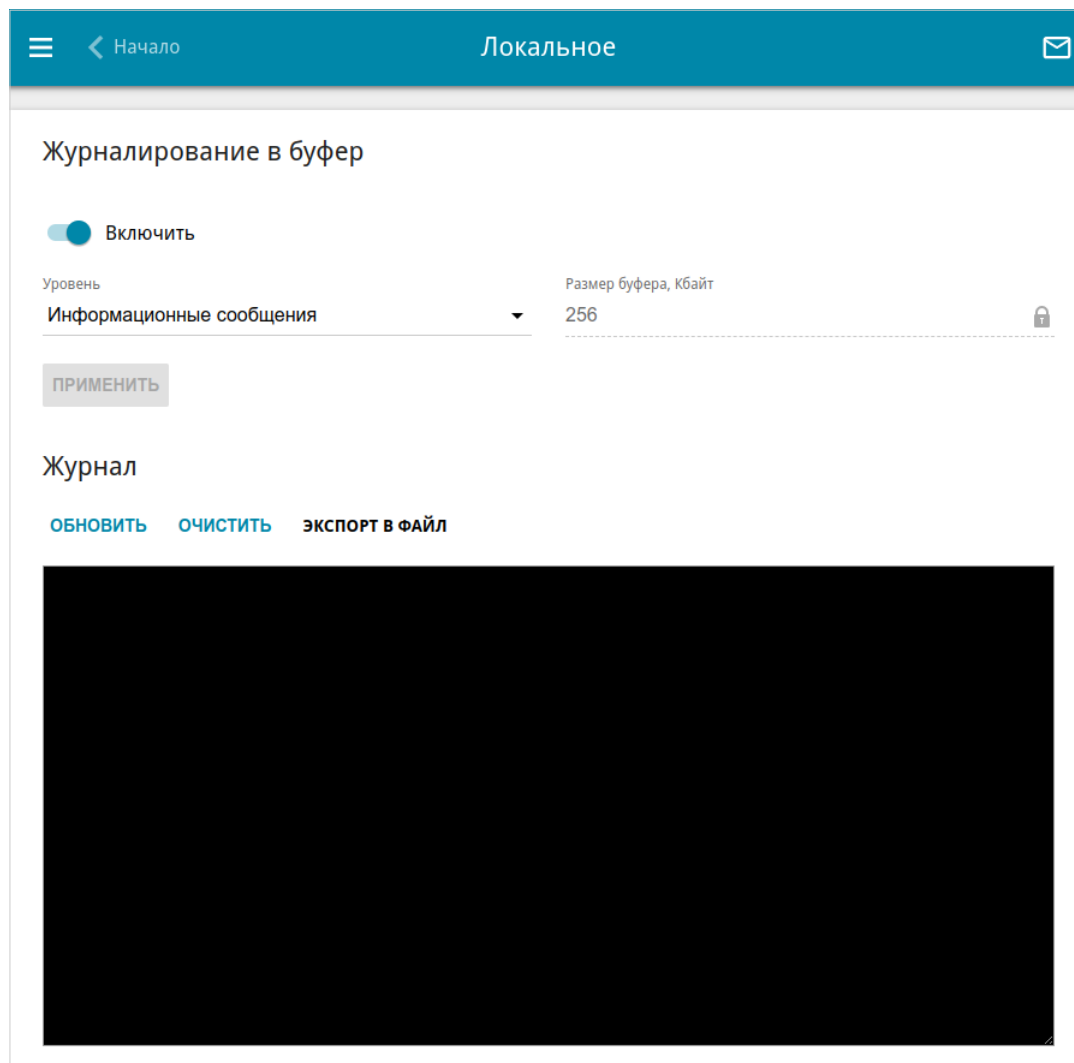 Начало Локальное
Журналирование в буфер
Включить
Уровень Размер буфера, Кбайт
Информационные сообщения 256
ПРИМЕНИТЬ
Журнал
ОБНОВИТЬ ОЧИСТИТЬ ЭКСПОРТ В ФАЙЛ